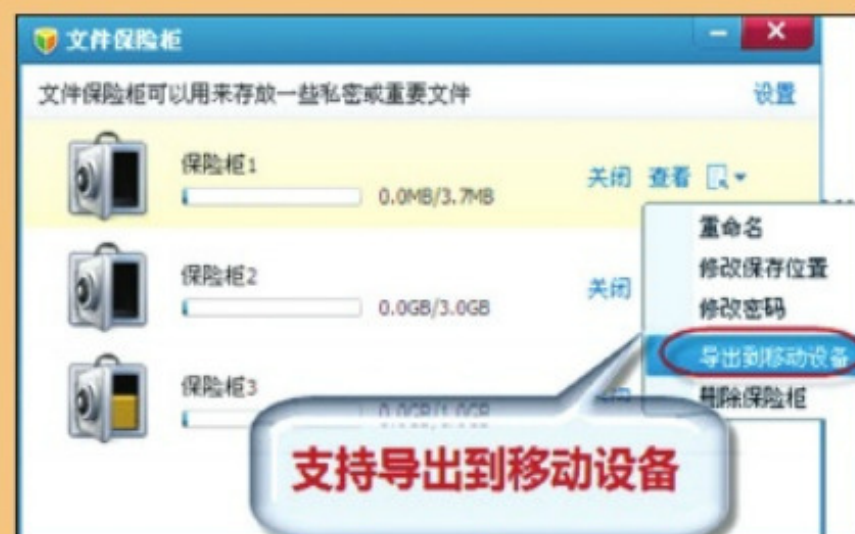 文件保险柜
文件保险柜可以用来存放一些私密或重要文件 设置
保险柜1
0.0MB/3.7MB
关闭 查看
重命名
修改保存位置
修改密码
导出到移动设备
删除保险柜
保险柜2
0.0GB/3.0GB
关闭
保险柜3
0.0GB/1.0GB
支持导出到移动设备